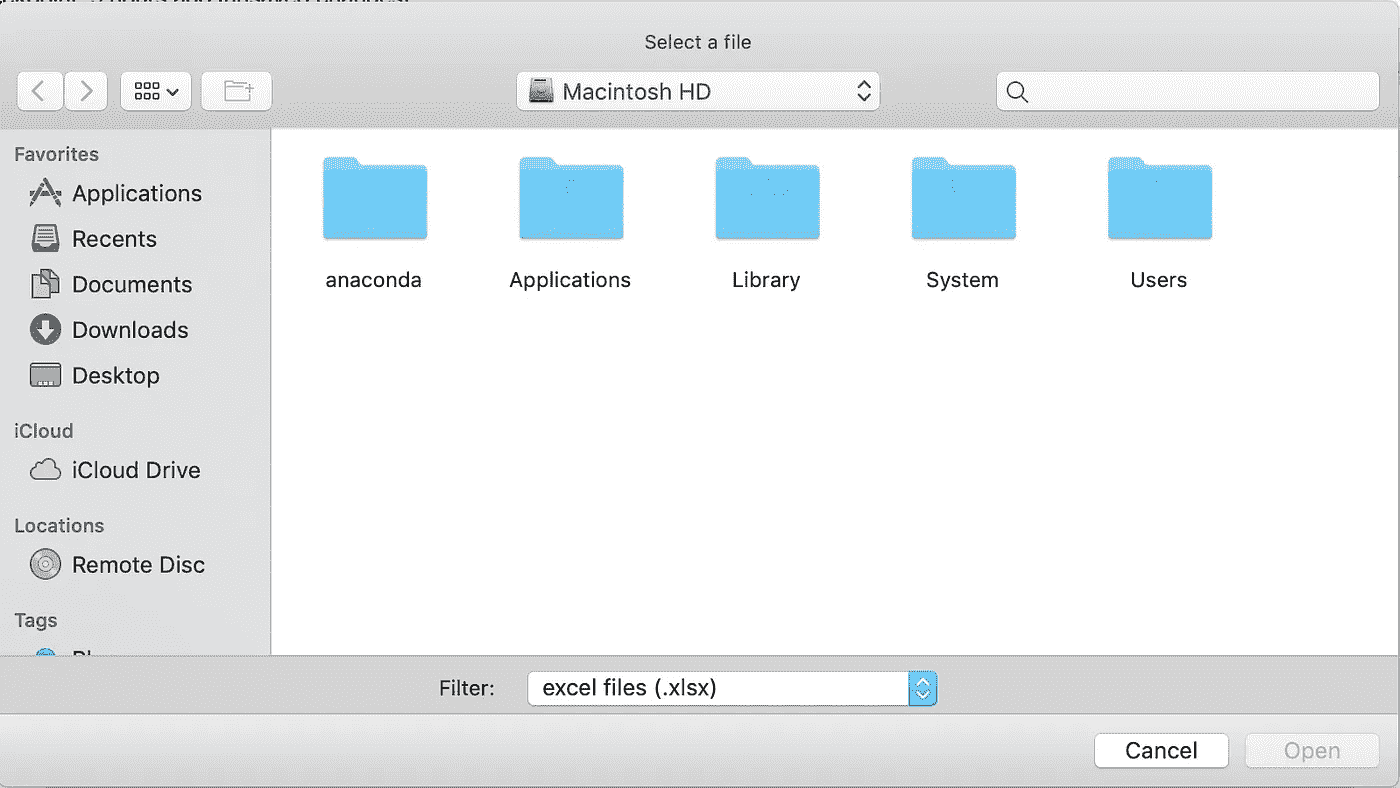 Select a file
Macintosh HD
Favorites
Applications
Recents
Documents
Downloads
Desktop
iCloud
iCloud Drive
Locations
Remote Disc
Tags
anaconda
Applications
Library
System
Users
Filter:
excel files (.xlsx)
Cancel
Open